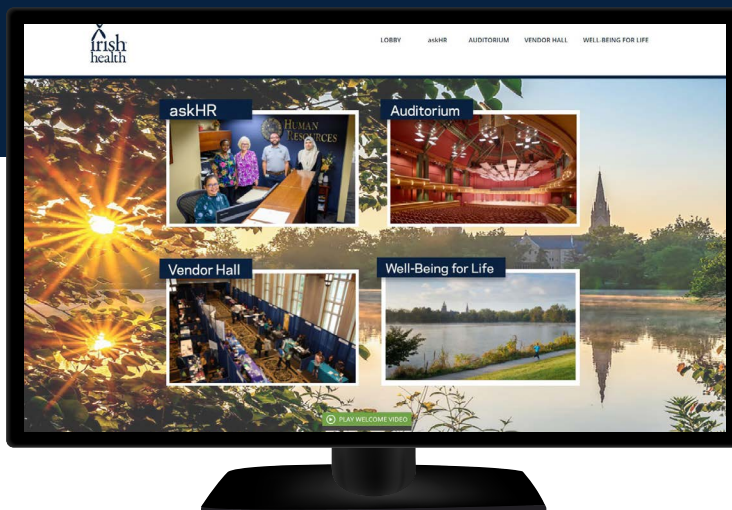 irish
health
LOBBY askHR AUDITORIUM VENDOR HALL WELL-BEING FOR LIFE
askHR
Auditorium
HUMAN
RESOURCES
Vendor Hall
Well-Being for Life
PLAY WELCOME VIDEO